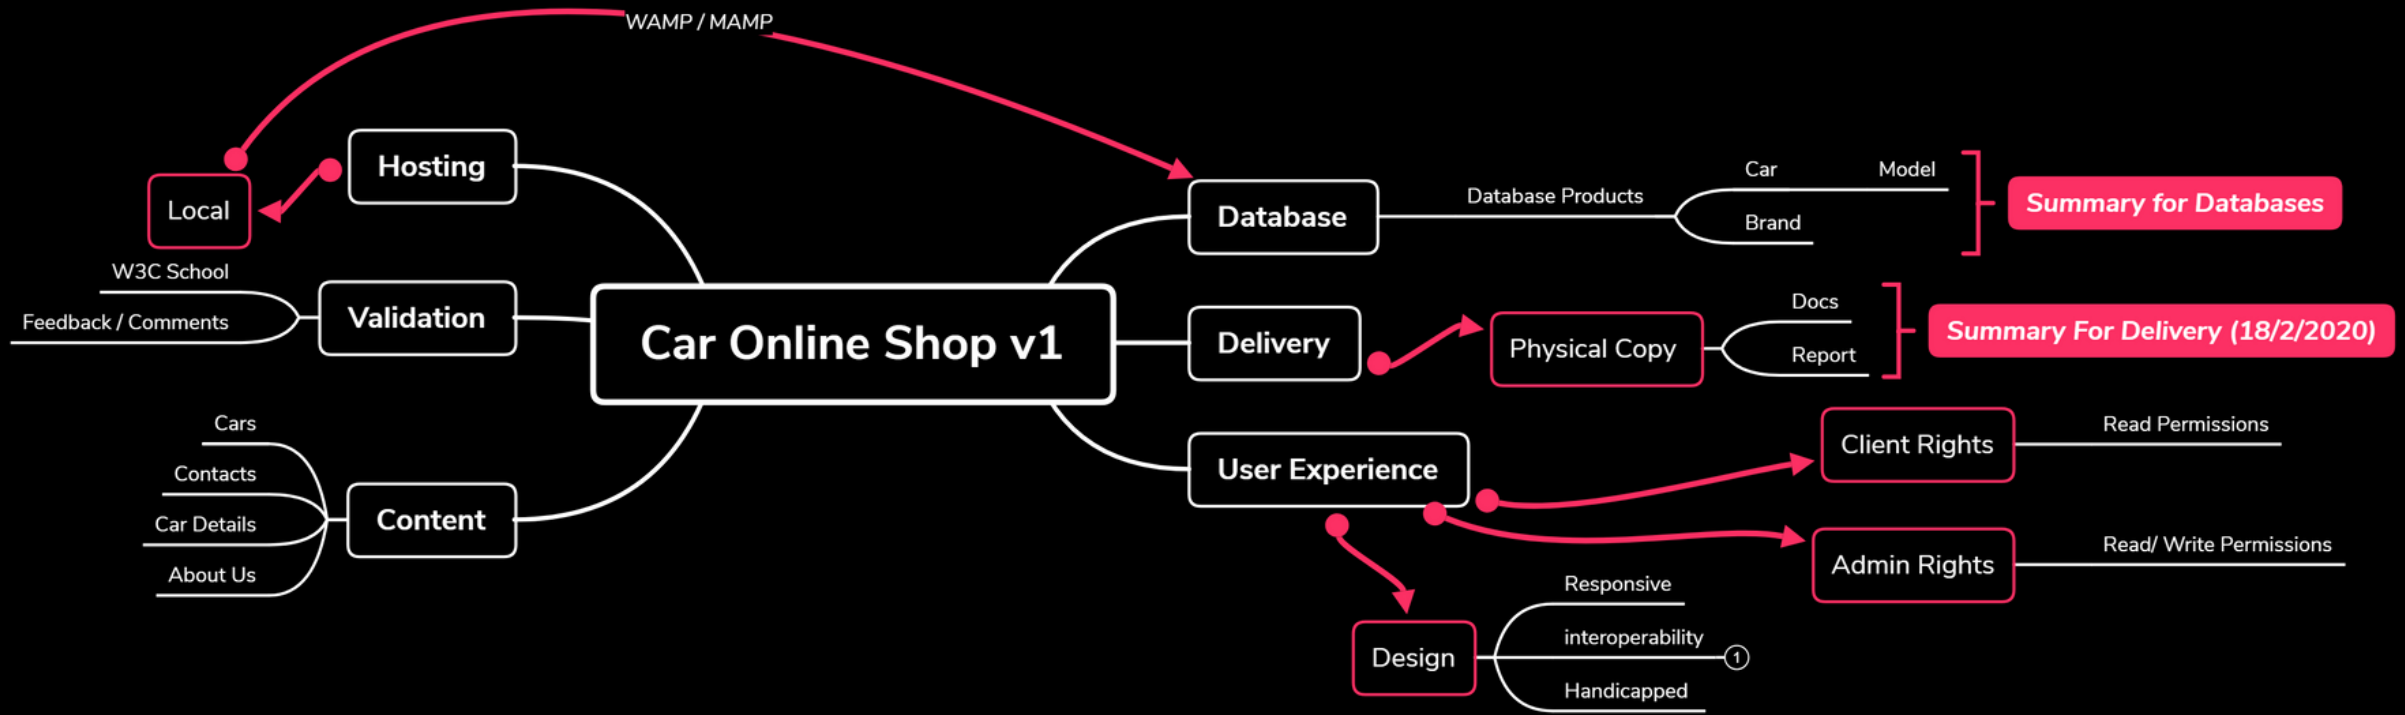 WAMP / MAMP
Hosting
Local
Validation
W3C School
Feedback / Comments
Content
Cars
Contacts
Car Details
About Us
Car Online Shop v1
Database
Database Products
Car
Model
Brand
Summary for Databases
Delivery
Physical Copy
Docs
Report
Summary For Delivery (18/2/2020)
User Experience
Client Rights
Read Permissions
Admin Rights
Read/ Write Permissions
Design
Responsive
interoperability
1
Handicapped